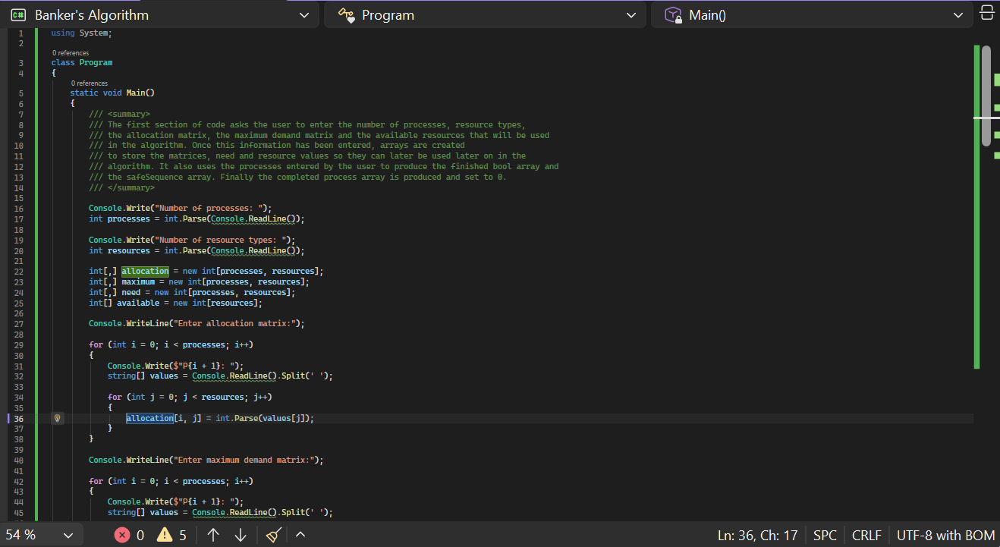 C# Banker's Algorithm Program Main()
1 using System;
2
0 references
3 class Program
4 {
0 references
5 static void Main()
6 {
7 /// <summary>
8 /// The first section of code asks the user to enter the number of processes, resource types,
9 /// the allocation matrix, the maximum demand matrix and the available resources that will be used
10 /// in the algorithm. Once this information has been entered, arrays are created
11 /// to store the matrices, need and resource values so they can later be used later on in the
12 /// algorithm. It also uses the processes entered by the user to produce the finished bool array and
13 /// the safeSequence array. Finally the completed process array is produced and set to 0.
14 /// </summary>
15
16 Console.Write("Number of processes: ");
17 int processes = int.Parse(Console.ReadLine());
18
19 Console.Write("Number of resource types: ");
20 int resources = int.Parse(Console.ReadLine());
21
22 int[,] allocation = new int[processes, resources];
23 int[,] maximum = new int[processes, resources];
24 int[,] need = new int[processes, resources];
25 int[] available = new int[resources];
26
27 Console.WriteLine("Enter allocation matrix:");
28
29 for (int i = 0; i < processes; i++)
30 {
31 Console.Write($"P{i + 1}: ");
32 string[] values = Console.ReadLine().Split(' ');
33
34 for (int j = 0; j < resources; j++)
35 {
36 allocation[i, j] = int.Parse(values[j]);
37 }
38 }
39
40 Console.WriteLine("Enter maximum demand matrix:");
41
42 for (int i = 0; i < processes; i++)
43 {
44 Console.Write($"P{i + 1}: ");
45 string[] values = Console.ReadLine().Split(' ');
54 % 0 5 Ln: 36, Ch: 17 SPC CRLF UTF-8 with BOM